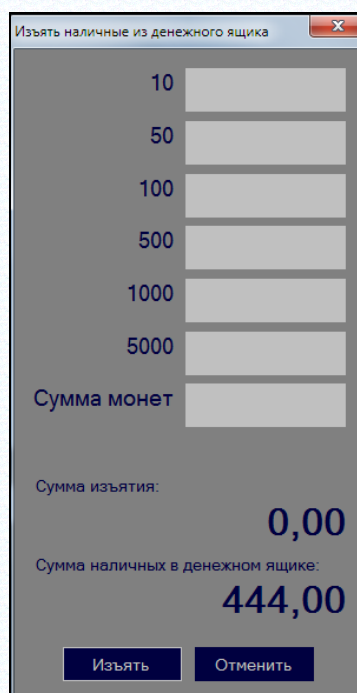 Изъять наличные из денежного ящика
10
50
100
500
1000
5000
Сумма монет
Сумма изъятия:
0,00
Сумма наличных в денежном ящике:
444,00
Изъять Отменить